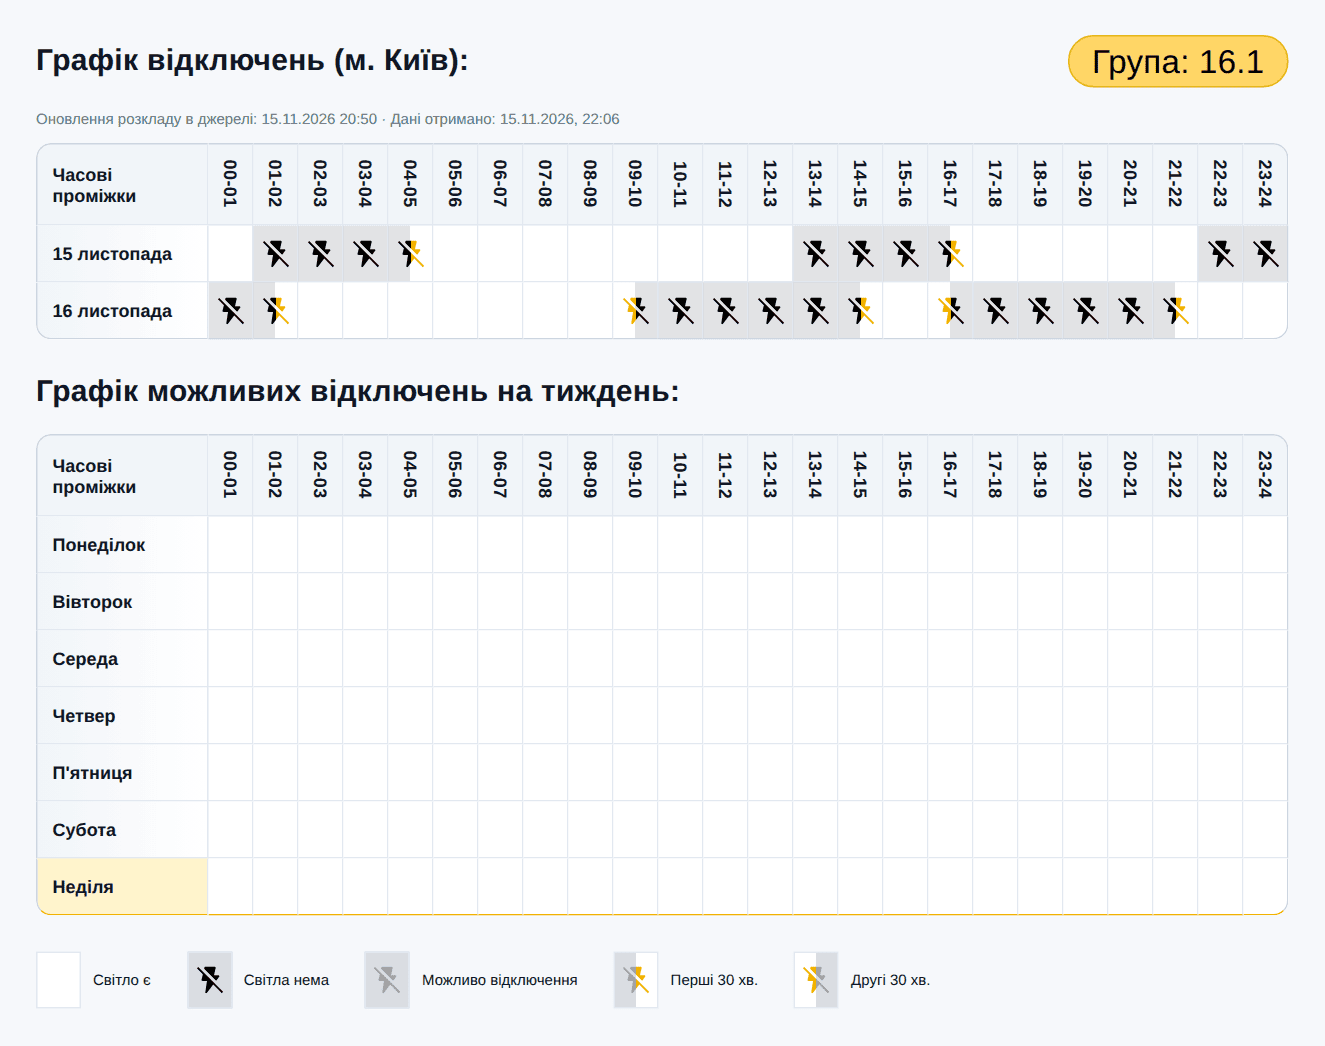 Графік відключень (м. Київ):
Група: 16.1
Оновлення розкладу в джерелі: 15.11.2026 20:50 · Дані отримано: 15.11.2026, 22:06
Часові проміжки 00-01 01-02 02-03 03-04 04-05 05-06 06-07 07-08 08-09 09-10 10-11 11-12 12-13 13-14 14-15 15-16 16-17 17-18 18-19 19-20 20-21 21-22 22-23 23-24
15 листопада
16 листопада
Графік можливих відключень на тиждень:
Часові проміжки 00-01 01-02 02-03 03-04 04-05 05-06 06-07 07-08 08-09 09-10 10-11 11-12 12-13 13-14 14-15 15-16 16-17 17-18 18-19 19-20 20-21 21-22 22-23 23-24
Понеділок
Вівторок
Середа
Четвер
П'ятниця
Субота
Неділя
Світло є Світла нема Можливо відключення Перші 30 хв. Другі 30 хв.